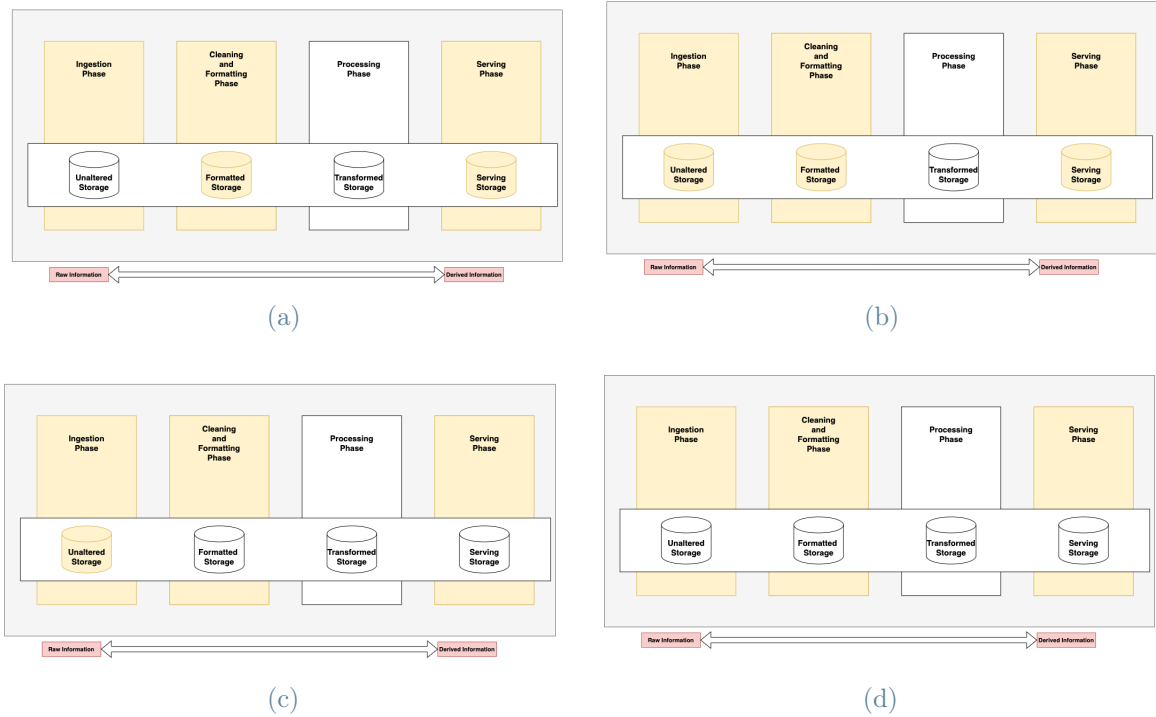 Ingestion
Phase
Cleaning
and
Formatting
Phase
Processing
Phase
Serving
Phase
Unaltered
Storage
Formatted
Storage
Transformed
Storage
Serving
Storage
Raw Information
Derived Information
(a)
Ingestion
Phase
Cleaning
and
Formatting
Phase
Processing
Phase
Serving
Phase
Unaltered
Storage
Formatted
Storage
Transformed
Storage
Serving
Storage
Raw Information
Derived Information
(b)
Ingestion
Phase
Cleaning
and
Formatting
Phase
Processing
Phase
Serving
Phase
Unaltered
Storage
Formatted
Storage
Transformed
Storage
Serving
Storage
Raw Information
Derived Information
(c)
Ingestion
Phase
Cleaning
and
Formatting
Phase
Processing
Phase
Serving
Phase
Unaltered
Storage
Formatted
Storage
Transformed
Storage
Serving
Storage
Raw Information
Derived Information
(d)